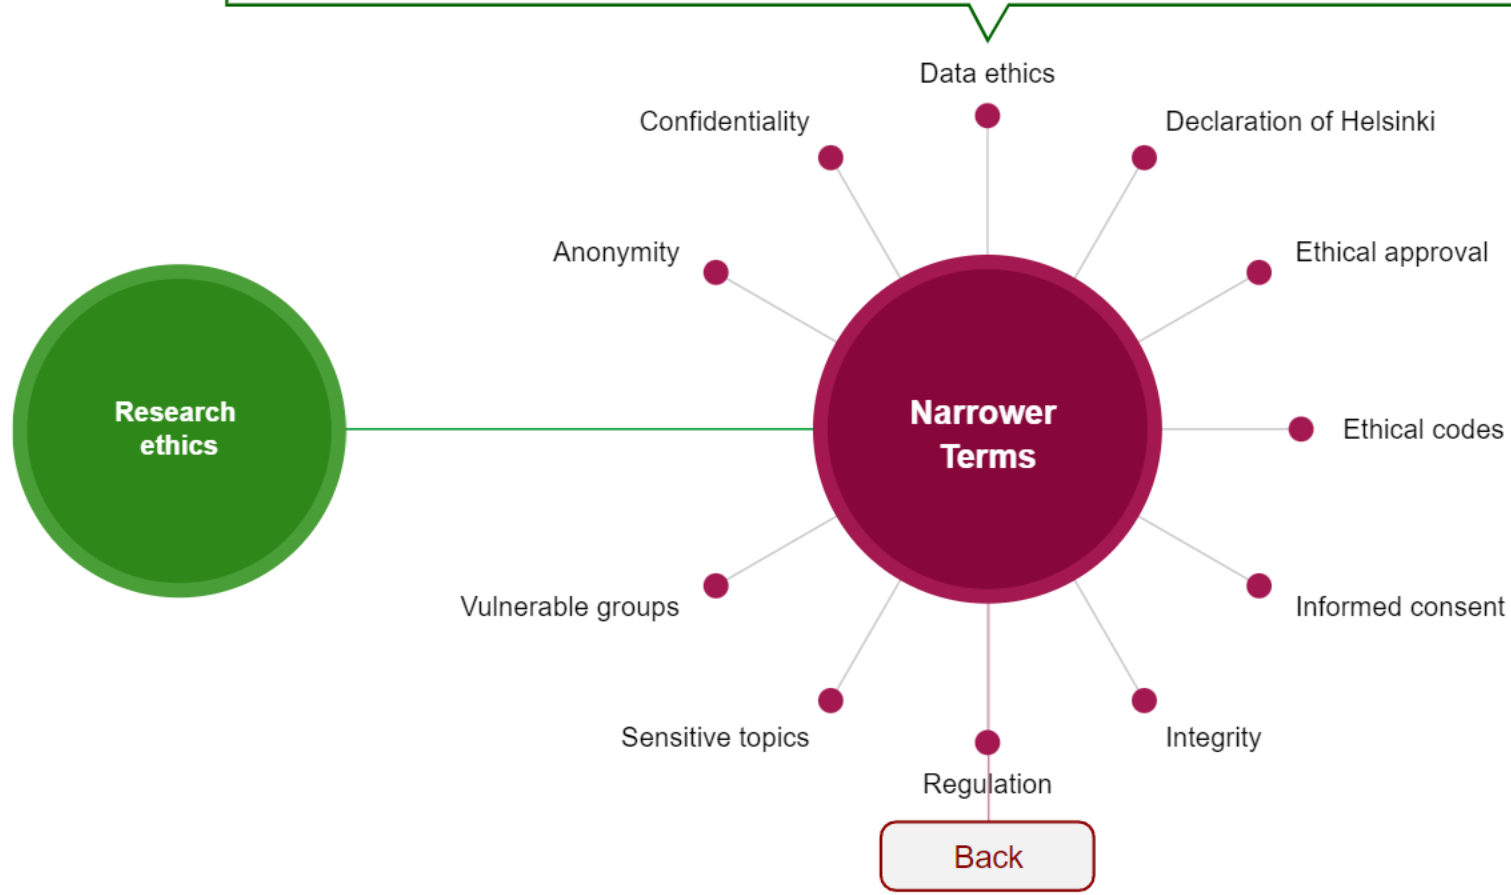 Data ethics
Confidentiality
Declaration of Helsinki
Anonymity
Ethical approval
Research
ethics
Narrower
Terms
Ethical codes
Vulnerable groups
Informed consent
Sensitive topics
Integrity
Regulation
Back